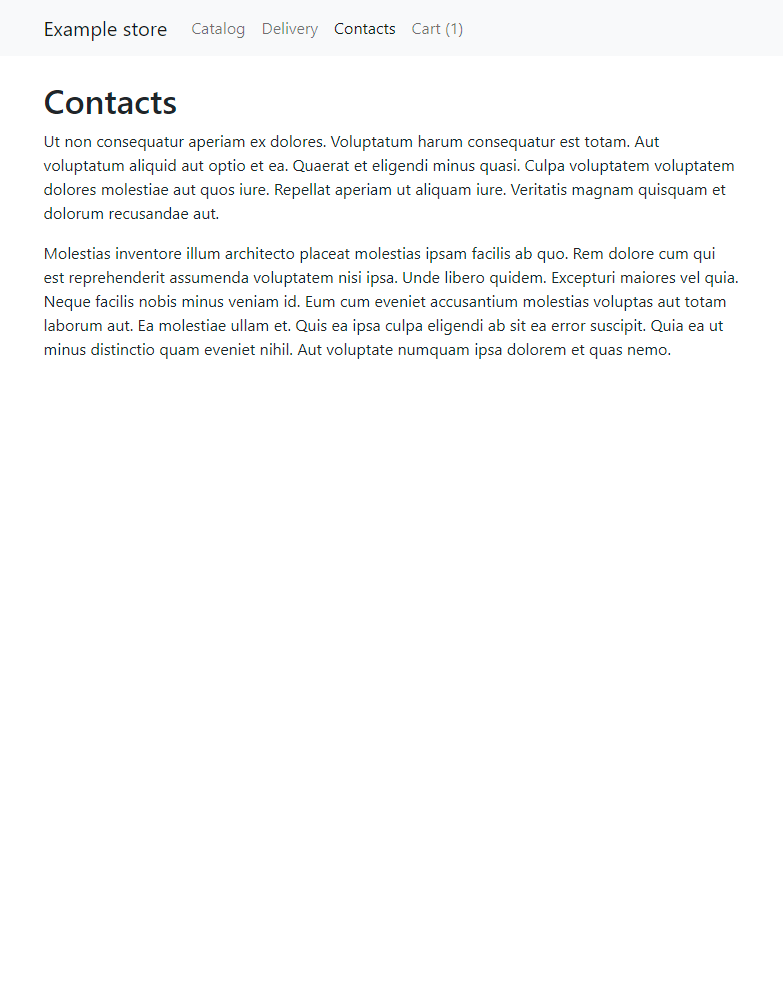 Example store Catalog Delivery Contacts Cart (1)
Contacts
Ut non consequatur aperiam ex dolores. Voluptatum harum consequatur est totam. Aut
voluptatum aliquid aut optio et ea. Quaerat et eligendi minus quasi. Culpa voluptatem voluptatem
dolores molestiae aut quos iure. Repellat aperiam ut aliquam iure. Veritatis magnam quisquam et
dolorum recusandae aut.
Molestias inventore illum architecto placeat molestias ipsam facilis ab quo. Rem dolore cum qui
est reprehenderit assumenda voluptatem nisi ipsa. Unde libero quidem. Excepturi maiores vel quia.
Neque facilis nobis minus veniam id. Eum cum eveniet accusantium molestias voluptas aut totam
laborum aut. Ea molestiae ullam et. Quis ea ipsa culpa eligendi ab sit ea error suscipit. Quia ea ut
minus distinctio quam eveniet nihil. Aut voluptate numquam ipsa dolorem et quas nemo.